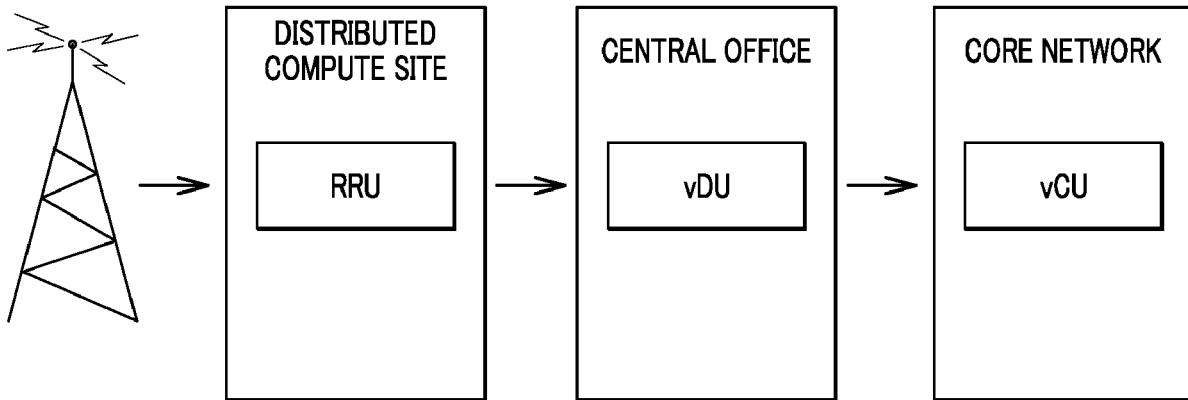 DISTRIBUTED
COMPUTE SITE
RRU
CENTRAL OFFICE
vDU
CORE NETWORK
vCU